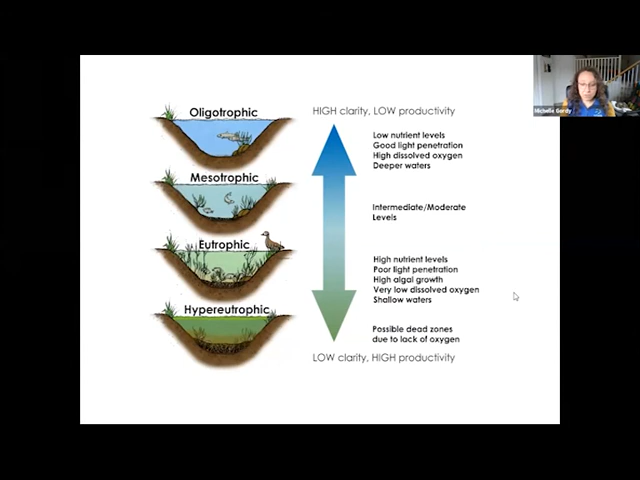 Michelle Gordy
Oligotrophic
HIGH clarity, LOW productivity
Low nutrient levels
Good light penetration
High dissolved oxygen
Deeper waters
Mesotrophic
Intermediate/Moderate
Levels
Eutrophic
High nutrient levels
Poor light penetration
High algal growth
Very low dissolved oxygen
Shallow waters
Hypereutrophic
Possible dead zones
due to lack of oxygen
LOW clarity, HIGH productivity